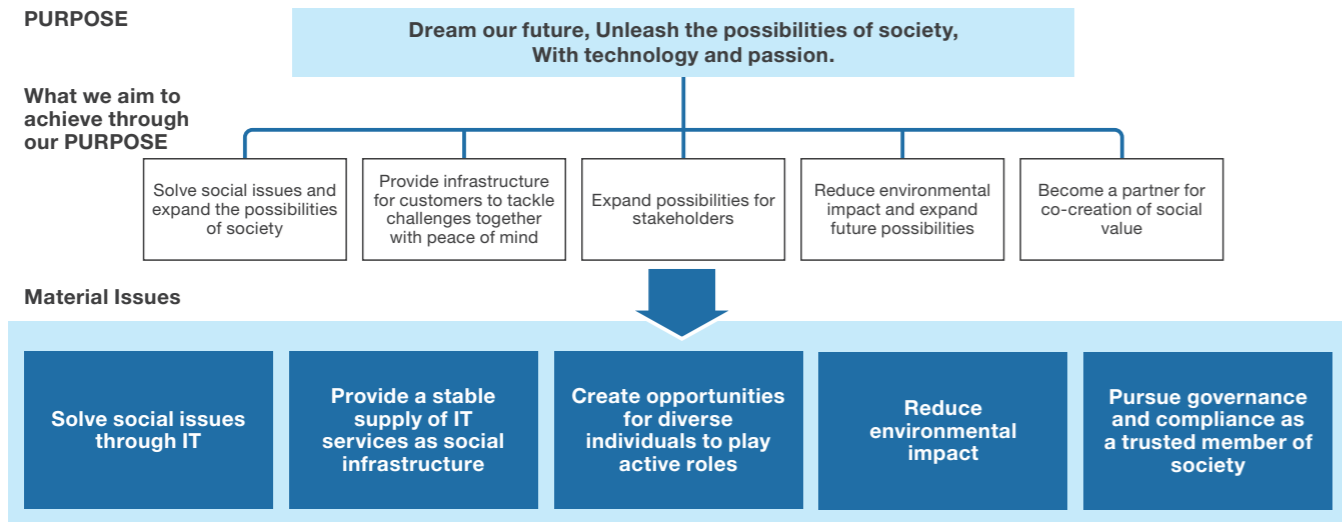 PURPOSE
Dream our future, Unleash the possibilities of society,
With technology and passion.
What we aim to
achieve through
our PURPOSE
Solve social issues and
expand the possibilities
of society
Provide infrastructure
for customers to tackle
challenges together
with peace of mind
Expand possibilities for
stakeholders
Reduce environmental
impact and expand
future possibilities
Become a partner for
co-creation of social
value
Material Issues
Solve social issues
through IT
Provide a stable
supply of IT
services as social
infrastructure
Create opportunities
for diverse
individuals to play
active roles
Reduce
environmental
impact
Pursue governance
and compliance as
a trusted member of
society